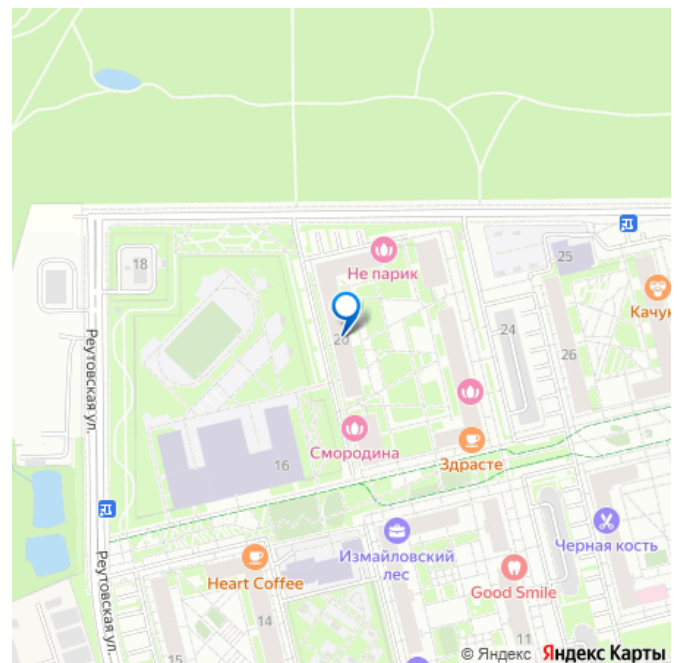 18
Не парик
25
Качук
20
24
26
Реутовская ул.
Смородина
Здрасте
16
Измайловский
лес
Черная кость
Heart Coffee
Good Smile
Реутовская ул.
14
15
11
© Яндекс Яндекс Карты